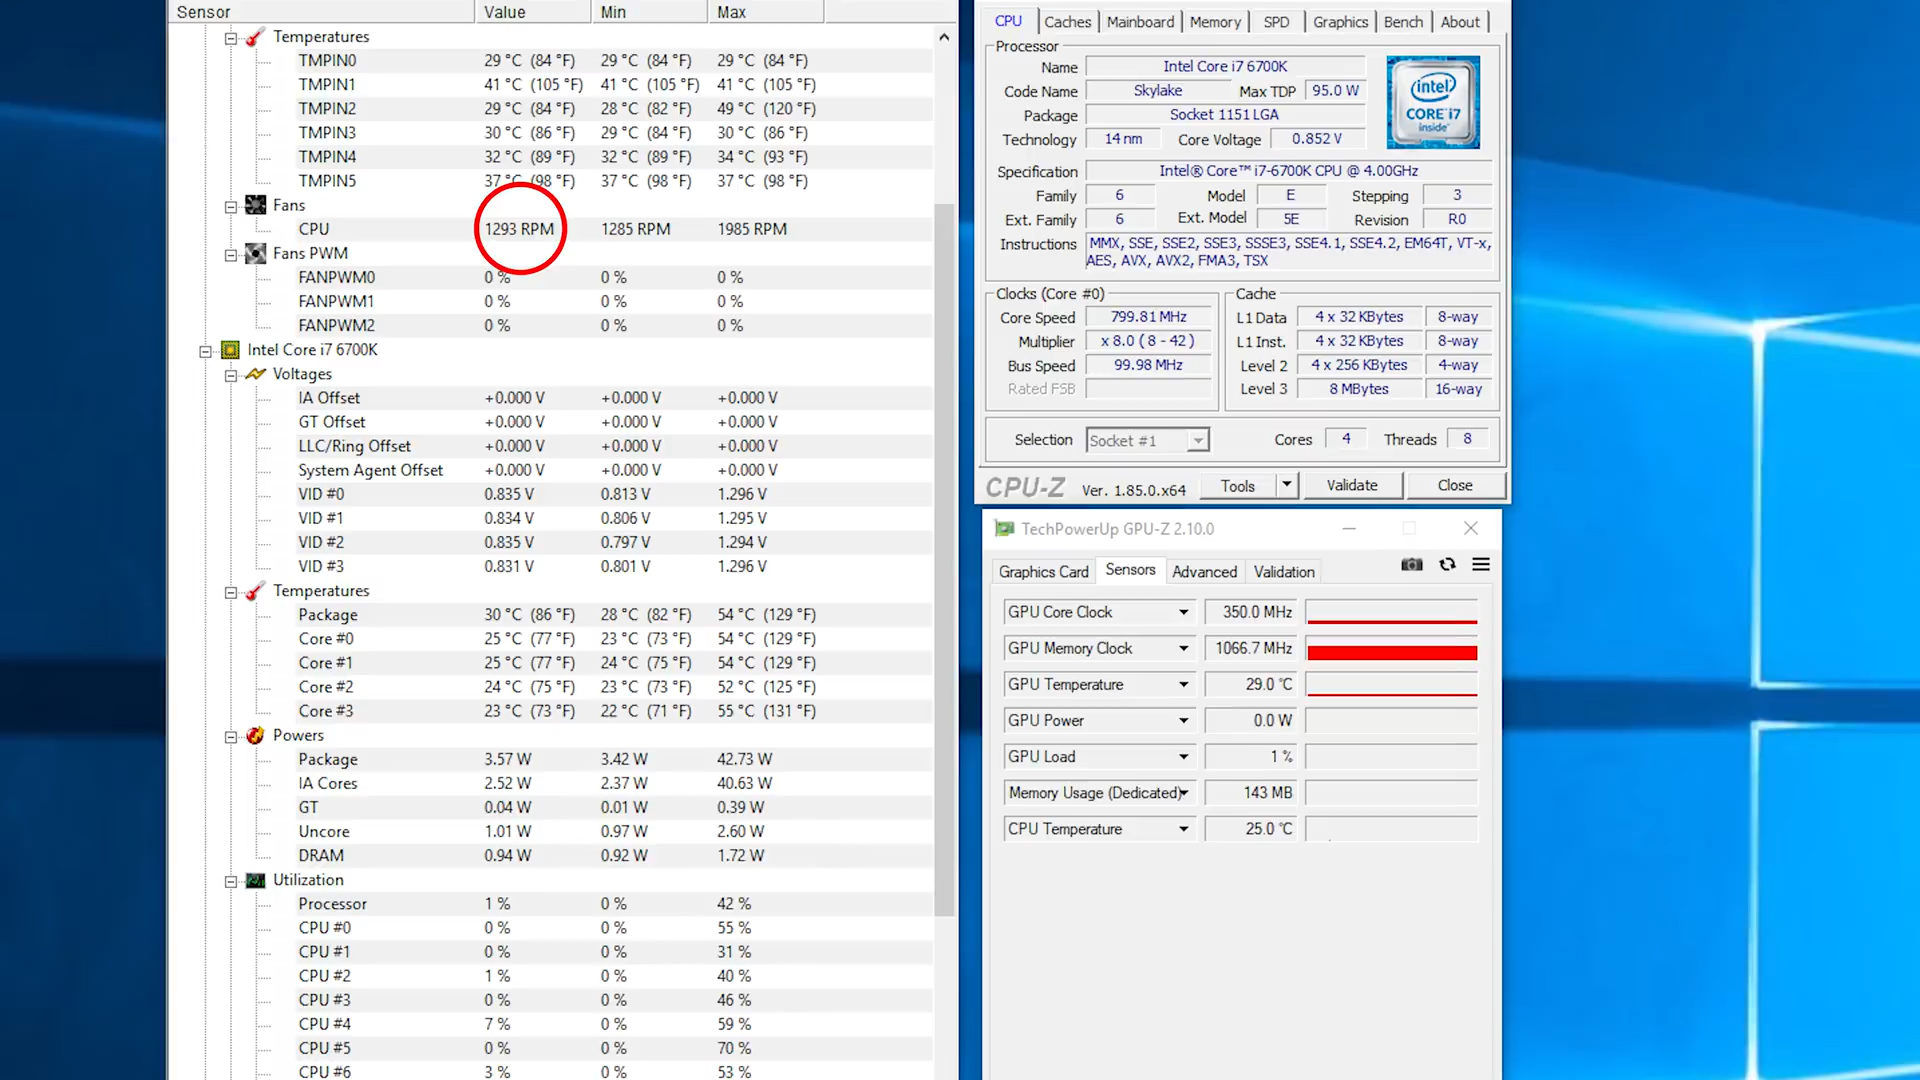 Sensor Value Min Max
Temperatures
TMPIN0 29 °C (84 °F) 29 °C (84 °F) 29 °C (84 °F)
TMPIN1 41 °C (105 °F) 41 °C (105 °F) 41 °C (105 °F)
TMPIN2 29 °C (84 °F) 28 °C (82 °F) 49 °C (120 °F)
TMPIN3 30 °C (86 °F) 29 °C (84 °F) 30 °C (86 °F)
TMPIN4 32 °C (89 °F) 32 °C (89 °F) 34 °C (93 °F)
TMPIN5 37 °C (98 °F) 37 °C (98 °F) 37 °C (98 °F)
Fans
CPU 1293 RPM 1285 RPM 1985 RPM
Fans PWM
FANPWM0 0 % 0 % 0 %
FANPWM1 0 % 0 % 0 %
FANPWM2 0 % 0 % 0 %
Intel Core i7 6700K
Voltages
IA Offset +0.000 V +0.000 V +0.000 V
GT Offset +0.000 V +0.000 V +0.000 V
LLC/Ring Offset +0.000 V +0.000 V +0.000 V
System Agent Offset +0.000 V +0.000 V +0.000 V
VID #0 0.835 V 0.813 V 1.296 V
VID #1 0.834 V 0.806 V 1.295 V
VID #2 0.835 V 0.797 V 1.294 V
VID #3 0.831 V 0.801 V 1.296 V
Temperatures
Package 30 °C (86 °F) 28 °C (82 °F) 54 °C (129 °F)
Core #0 25 °C (77 °F) 23 °C (73 °F) 54 °C (129 °F)
Core #1 25 °C (77 °F) 24 °C (75 °F) 54 °C (129 °F)
Core #2 24 °C (75 °F) 23 °C (73 °F) 52 °C (125 °F)
Core #3 23 °C (73 °F) 22 °C (71 °F) 55 °C (131 °F)
Powers
Package 3.57 W 3.42 W 42.73 W
IA Cores 2.52 W 2.37 W 40.63 W
GT 0.04 W 0.01 W 0.39 W
Uncore 1.01 W 0.97 W 2.60 W
DRAM 0.94 W 0.92 W 1.72 W
Utilization
Processor 1 % 0 % 42 %
CPU #0 0 % 0 % 55 %
CPU #1 0 % 0 % 31 %
CPU #2 1 % 0 % 40 %
CPU #3 0 % 0 % 46 %
CPU #4 7 % 0 % 59 %
CPU #5 0 % 0 % 70 %
CPU #6 3 % 0 % 53 %
CPU Caches Mainboard Memory SPD Graphics Bench About
Processor
Name Intel Core i7 6700K
Code Name Skylake Max TDP 95.0 W
Package Socket 1151 LGA
Technology 14 nm Core Voltage 0.852 V
intel
CORE i7
inside
Specification Intel® Core™ i7-6700K CPU @ 4.00GHz
Family 6 Model E Stepping 3
Ext. Family 6 Ext. Model 5E Revision R0
Instructions MMX, SSE, SSE2, SSE3, SSSE3, SSE4.1, SSE4.2, EM64T, VT-x,
AES, AVX, AVX2, FMA3, TSX
Clocks (Core #0)
Core Speed 799.81 MHz
Multiplier x 8.0 ( 8 - 42 )
Bus Speed 99.98 MHz
Rated FSB
Cache
L1 Data 4 x 32 KBytes 8-way
L1 Inst. 4 x 32 KBytes 8-way
Level 2 4 x 256 KBytes 4-way
Level 3 8 MBytes 16-way
Selection Socket #1 Cores 4 Threads 8
CPU-Z Ver. 1.85.0.x64 Tools Validate Close
TechPowerUp GPU-Z 2.10.0
Graphics Card Sensors Advanced Validation
GPU Core Clock 350.0 MHz
GPU Memory Clock 1066.7 MHz
GPU Temperature 29.0 °C
GPU Power 0.0 W
GPU Load 1 %
Memory Usage (Dedicated) 143 MB
CPU Temperature 25.0 °C